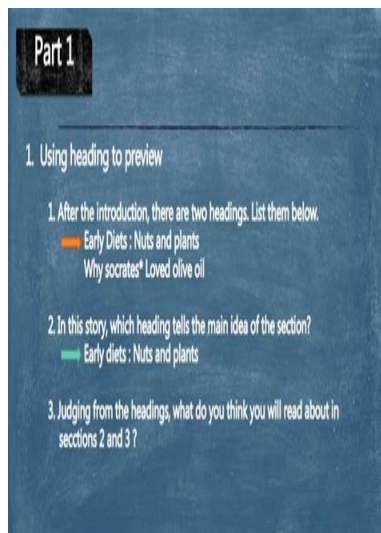 Part 1
1. Using heading to preview
1. After the introduction, there are two headings. List them below.
Early Diets : Nuts and plants
Why socrates* Loved olive oil
2. In this story, which heading tells the main idea of the section?
Early diets : Nuts and plants
3. Judging from the headings, what do you think you will read about in
secctions 2 and 3 ?